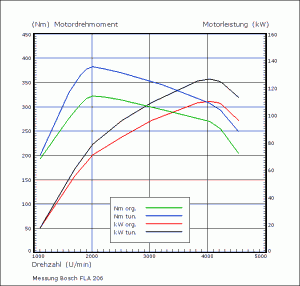 (Nm) Motordrehmoment Motorleistung (kW)
450 160
400 140
350 120
300
250 100
200 80
150 60
100 40
50 20
0
1000 2000 3000 4000 5000
Drehzahl (U/min)
Nm org.
Nm tun.
kW org.
kW tun.
Messung Bosch FLA 206